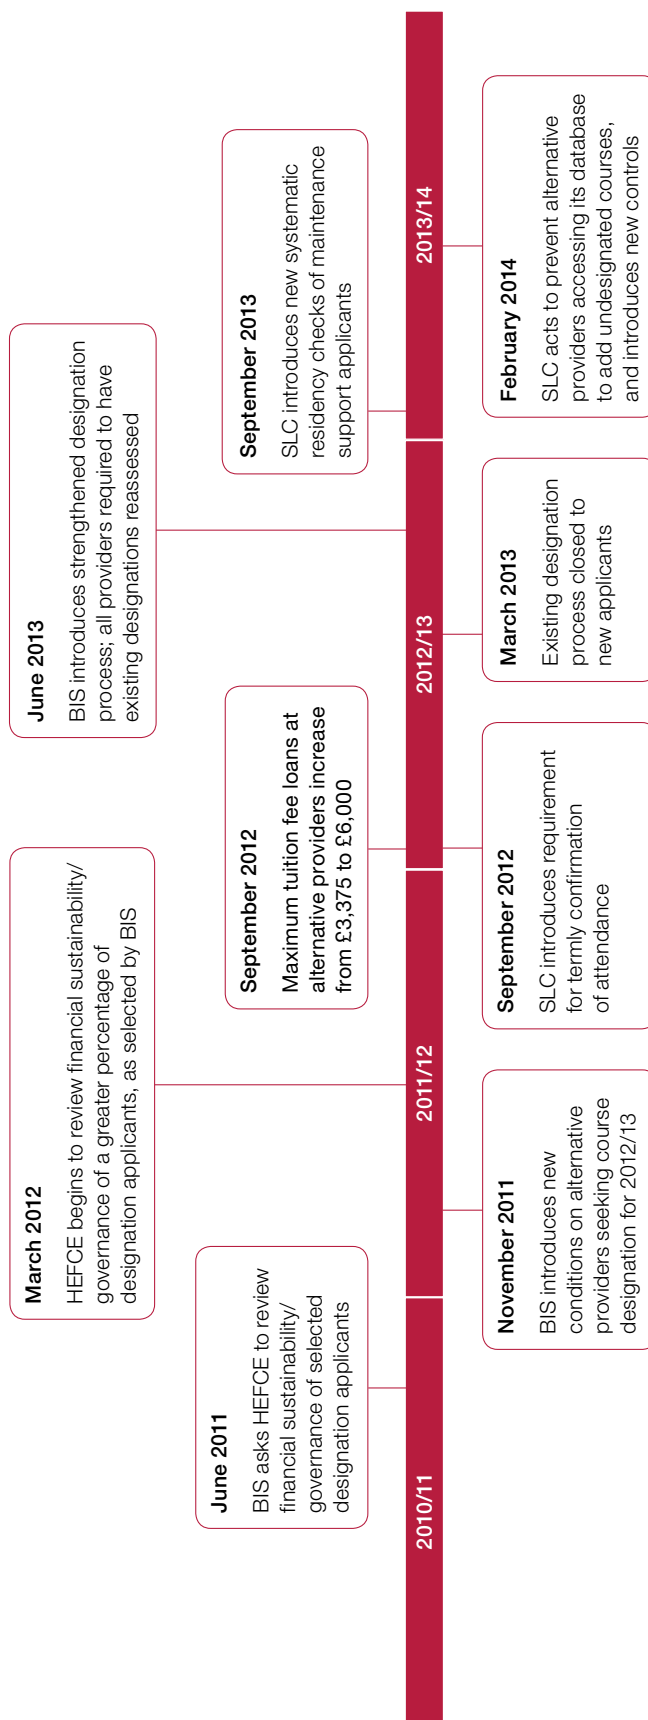 March 2012
HEFCE begins to review financial sustainability/
governance of a greater percentage of
designation applicants, as selected by BIS
June 2013
BIS introduces strengthened designation
process; all providers required to have
existing designations reassessed
June 2011
BIS asks HEFCE to review
financial sustainability/
governance of selected
designation applicants
September 2012
Maximum tuition fee loans at
alternative providers increase
from £3,375 to £6,000
September 2013
SLC introduces new systematic
residency checks of maintenance
support applicants
2010/11
2011/12
2012/13
2013/14
November 2011
BIS introduces new
conditions on alternative
providers seeking course
designation for 2012/13
September 2012
SLC introduces requirement
for termly confirmation
of attendance
March 2013
Existing designation
process closed to
new applicants
February 2014
SLC acts to prevent alternative
providers accessing its database
to add undesignated courses,
and introduces new controls